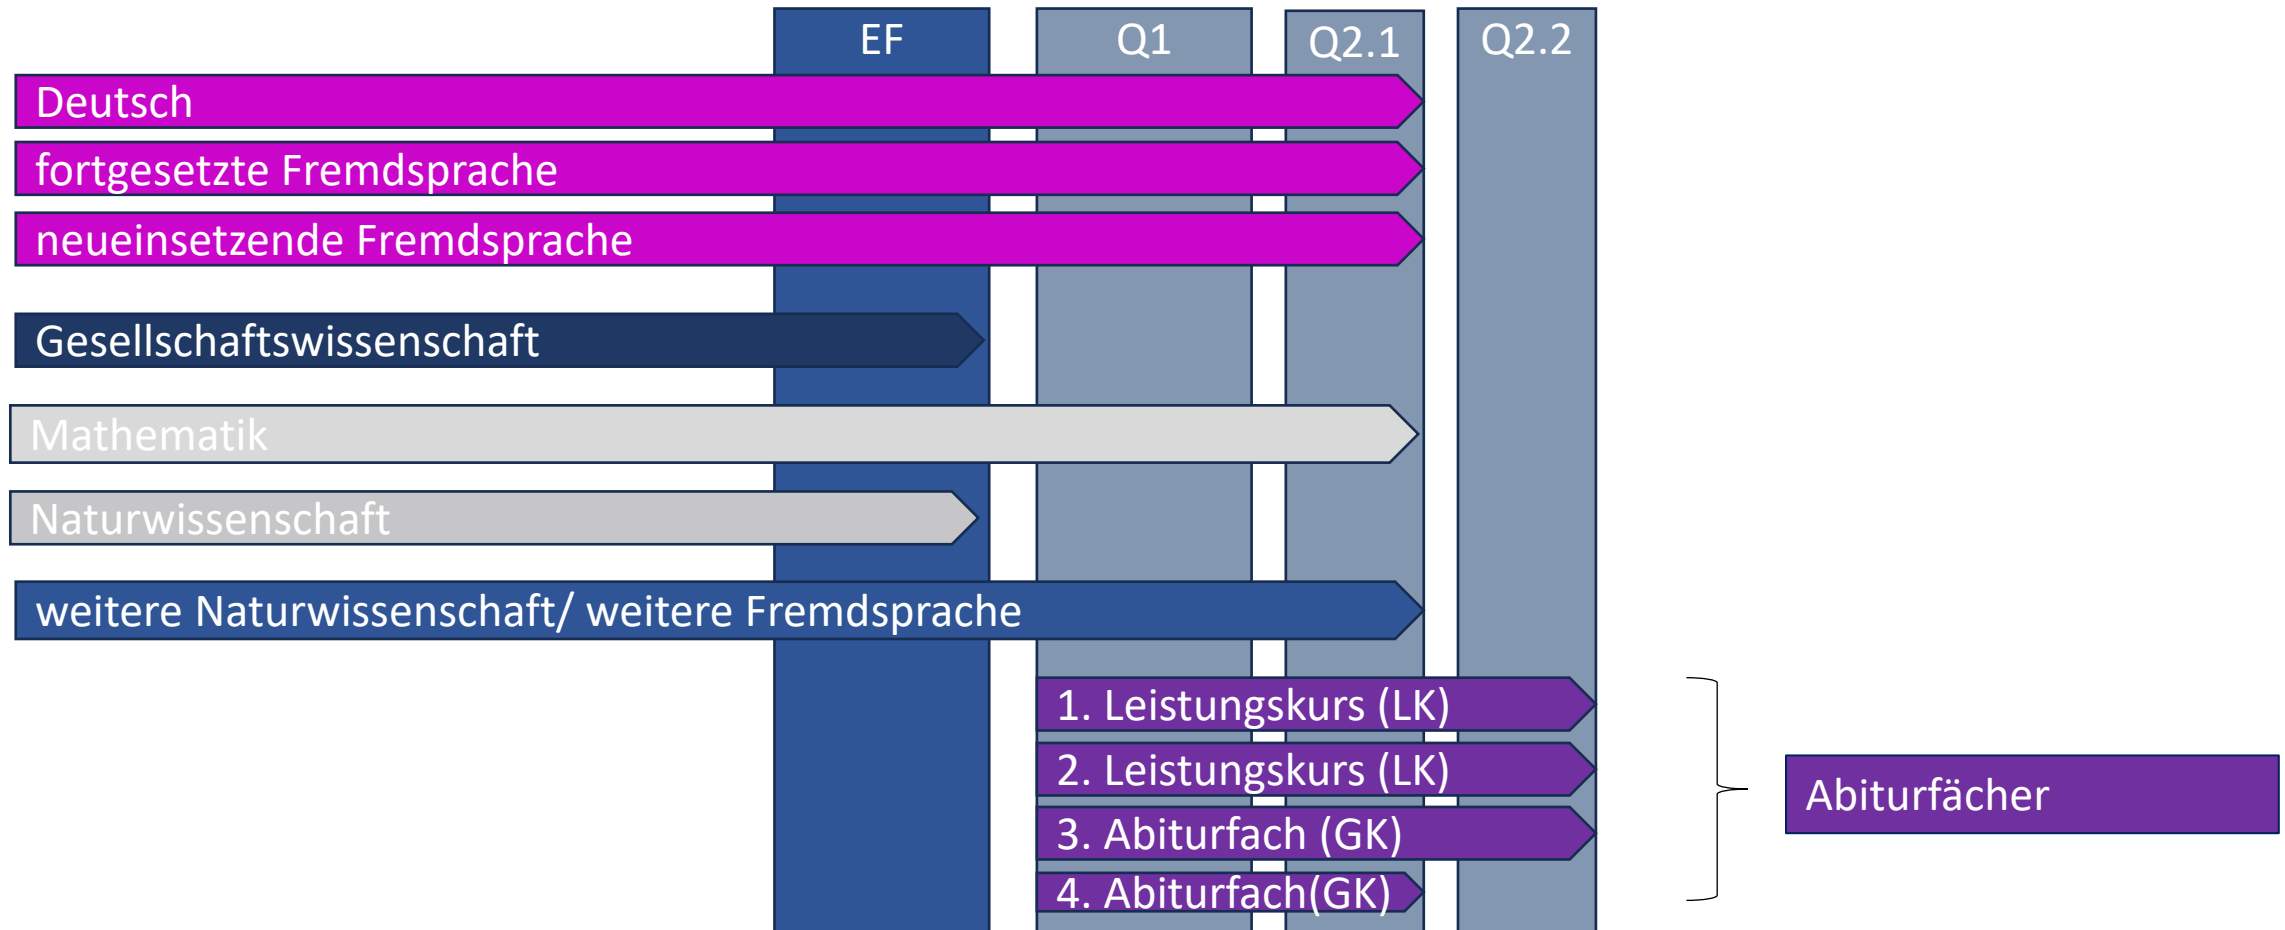 EF Q1 Q2.1 Q2.2
Deutsch
fortgesetzte Fremdsprache
neueinsetzende Fremdsprache
Gesellschaftswissenschaft
Mathematik
Naturwissenschaft
weitere Naturwissenschaft/ weitere Fremdsprache
1. Leistungskurs (LK)
2. Leistungskurs (LK)
3. Abiturfach (GK)
4. Abiturfach(GK)
Abiturfächer